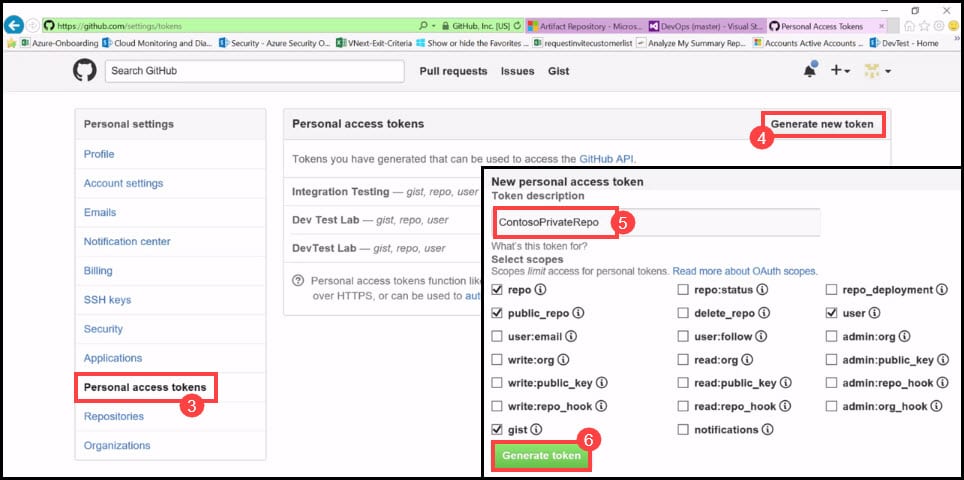 https://github.com/settings/tokens
GitHub, Inc. [US]
Artifact Repository - Micros...
DevOps (master) - Visual St...
Personal Access Tokens
Azure-Onboarding
Cloud Monitoring and Dia...
Security - Azure Security O...
VNext-Exit-Criteria
Show or hide the Favorites ...
requestinvitecustomerlist
Analyze My Summary Rep...
Accounts Active Accounts ...
DevTest - Home
Search GitHub
Pull requests
Issues
Gist
Personal settings
Profile
Account settings
Emails
Notification center
Billing
SSH keys
Security
Applications
Personal access tokens
3
Repositories
Organizations
Personal access tokens
Generate new token
4
Tokens you have generated that can be used to access the GitHub API.
Integration Testing — gist, repo, user
Dev Test Lab — gist, repo, user
DevTest Lab — gist, repo, user
Personal access tokens function like
over HTTPS, or can be used to aut
New personal access token
Token description
ContosoPrivateRepo
5
What's this token for?
Select scopes
Scopes limit access for personal tokens. Read more about OAuth scopes.
repo repo:status repo_deployment
public_repo delete_repo user
user:email user:follow admin:org
write:org read:org admin:public_key
write:public_key read:public_key admin:repo_hook
write:repo_hook read:repo_hook admin:org_hook
gist notifications
6
Generate token